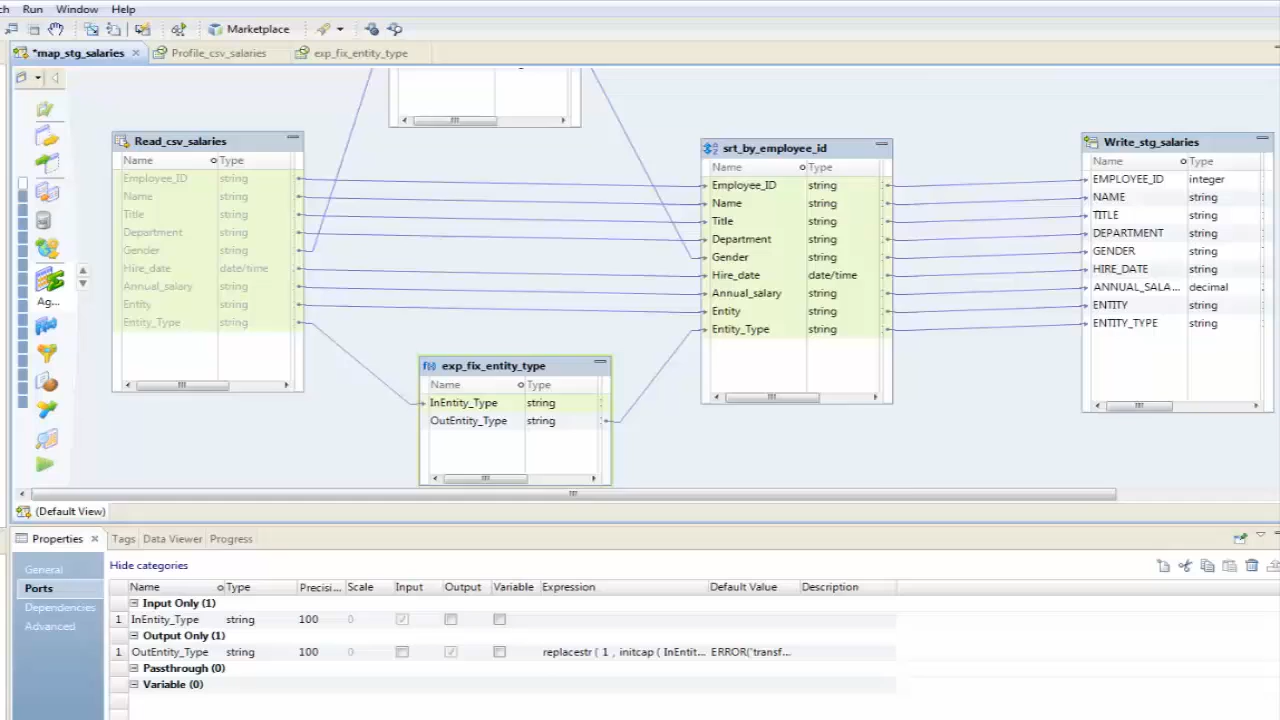 ch Run Window Help
Marketplace
*map_stg_salaries Profile_csv_salaries exp_fix_entity_type
Read_csv_salaries
Name Type
Employee_ID string
Name string
Title string
Department string
Gender string
Hire_date date/time
Annual_salary string
Entity string
Entity_Type string
Ag...
exp_fix_entity_type
Name Type
InEntity_Type string
OutEntity_Type string
srt_by_employee_id
Name Type
Employee_ID string
Name string
Title string
Department string
Gender string
Hire_date date/time
Annual_salary string
Entity string
Entity_Type string
Write_stg_salaries
Name Type
EMPLOYEE_ID integer
NAME string
TITLE string
DEPARTMENT string
GENDER string
HIRE_DATE string
ANNUAL_SALA... decimal
ENTITY string
ENTITY_TYPE string
(Default View)
Properties Tags Data Viewer Progress
General
Ports
Dependencies
Advanced
Hide categories
Name Type Precisi... Scale Input Output Variable Expression Default Value Description
Input Only (1)
1 InEntity_Type string 100 0
Output Only (1)
1 OutEntity_Type string 100 0 replacestr ( 1 , initcap ( InEntit... ERROR('transf...
Passthrough (0)
Variable (0)